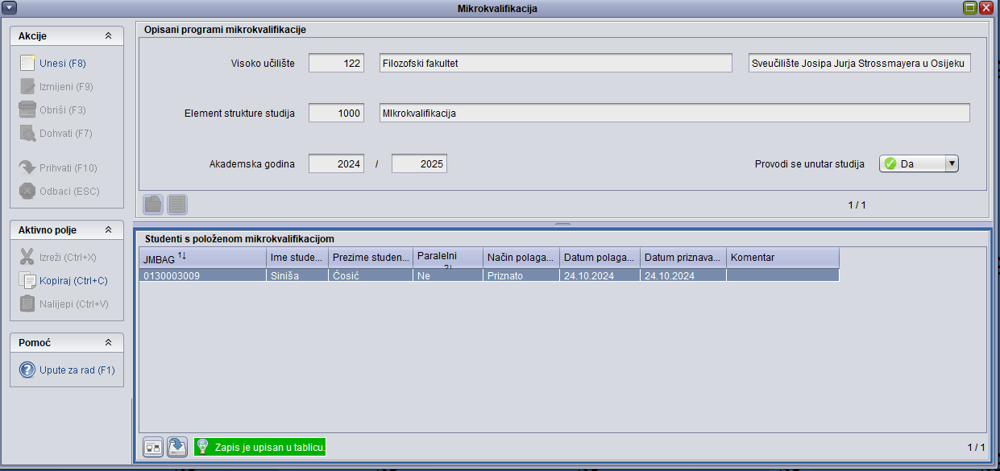 Mikrokvalifikacija
Akcije
Unesi (F8)
Izmijeni (F9)
Obriši (F3)
Dohvati (F7)
Prihvati (F10)
Odbaci (ESC)
Aktivno polje
Izreži (Ctrl+X)
Kopiraj (Ctrl+C)
Nalijepi (Ctrl+V)
Pomoć
Upute za rad (F1)
Opisani programi mikrokvalifikacije
Visoko učilište 122 Filozofski fakultet Sveučilište Josipa Jurja Strossmayera u Osijeku
Element strukture studija 1000 MIkrokvalifikacija
Akademska godina 2024 / 2025 Provodi se unutar studija Da
1 / 1
Studenti s položenom mikrokvalifikacijom
JMBAG 1 Ime stude... Prezime studen... Paralelni 2 Način polaga... Datum polaga... Datum priznava... Komentar
0130003009 Siniša Ćosić Ne Priznato 24.10.2024 24.10.2024
Zapis je upisan u tablicu.
1 / 1